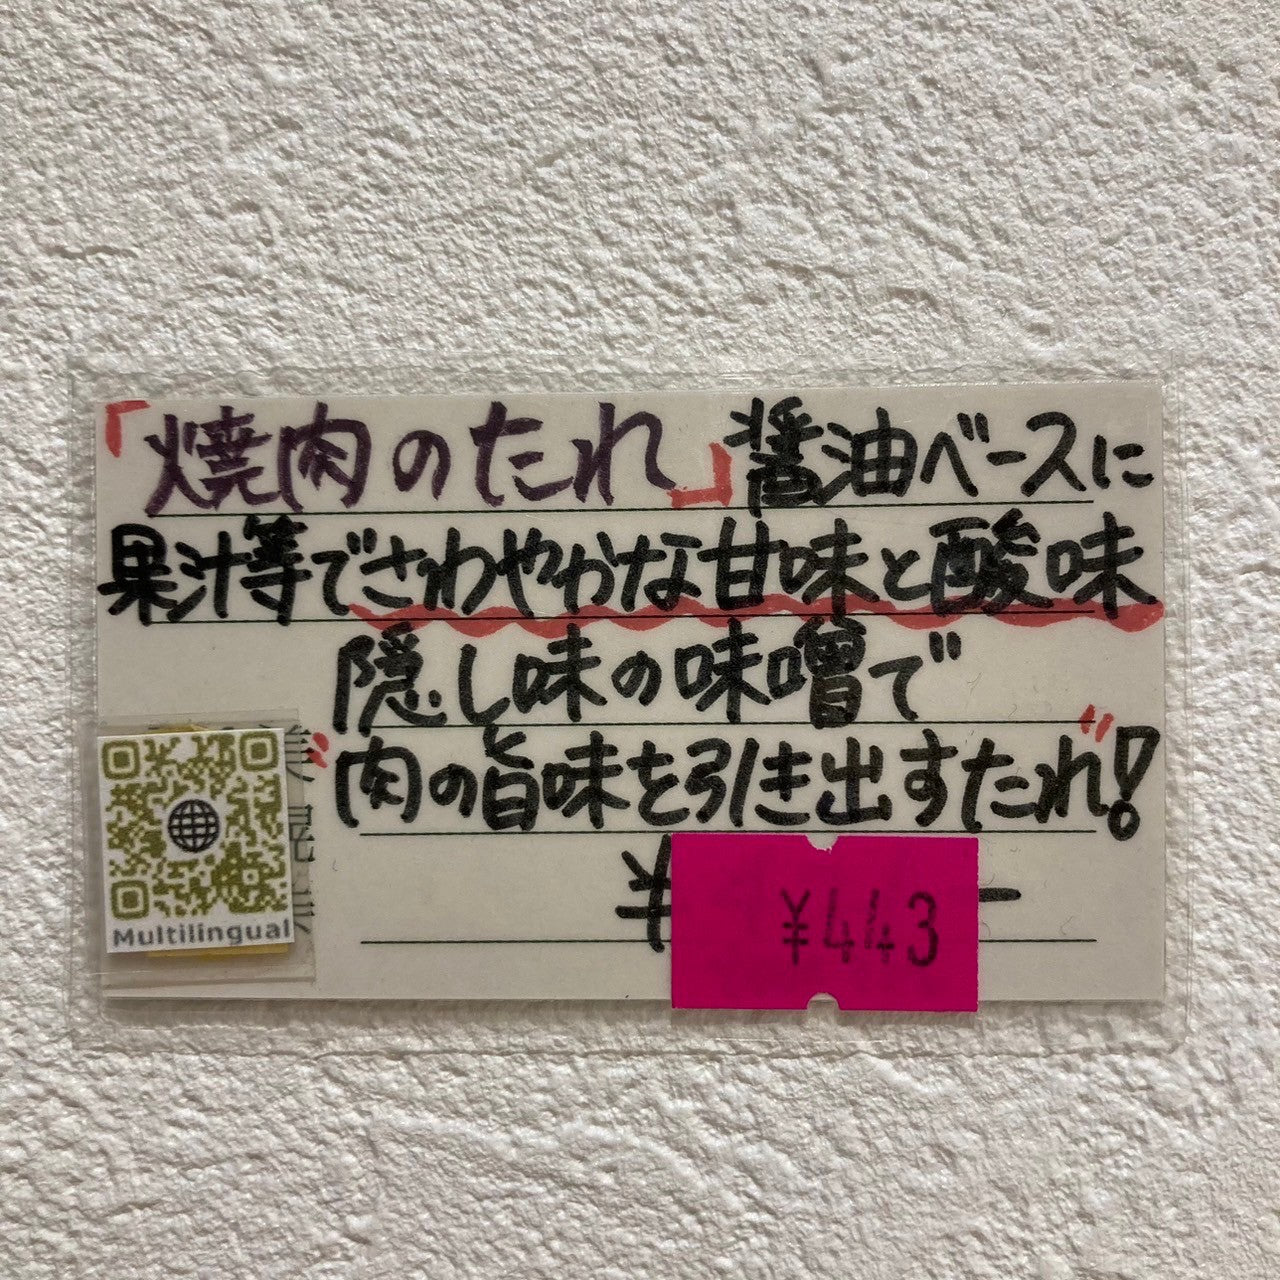 「焼肉のたれ」醤油ベースに
果汁等でさわやかな甘味と酸味
隠し味の味噌で
"肉の旨味を引き出すたれ"!
¥ -
¥443
Multilingual